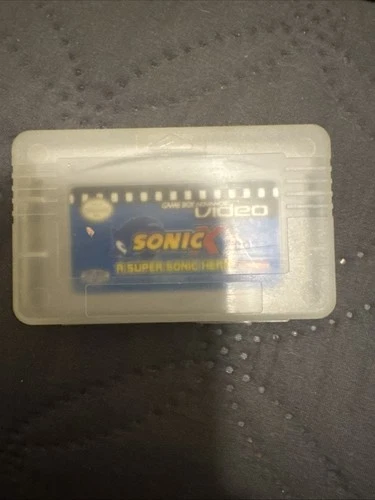 GAME BOY ADVANCE
Video
SONIC X
A SUPER SONIC HERO